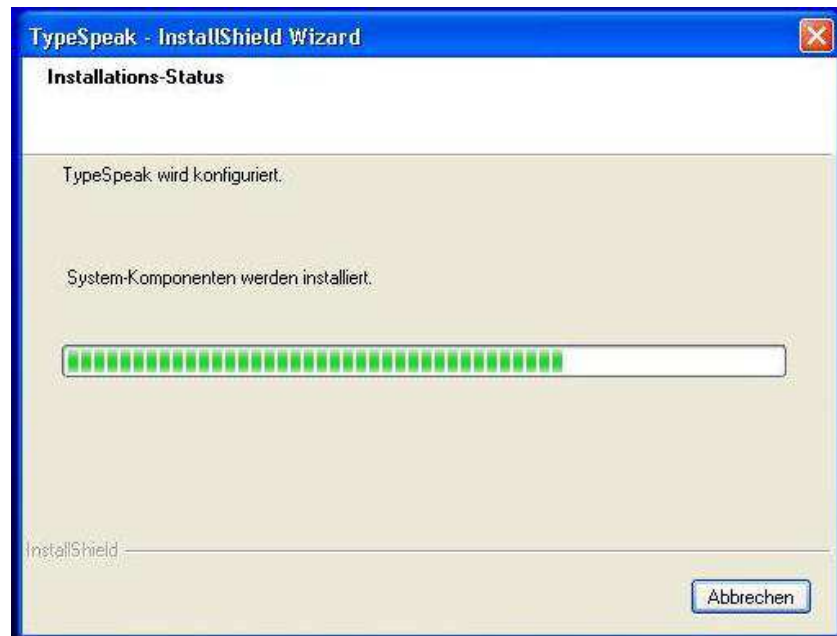 TypeSpeak - InstallShield Wizard
Installations-Status
TypeSpeak wird konfiguriert.
System-Komponenten werden installiert.
InstallShield
Abbrechen